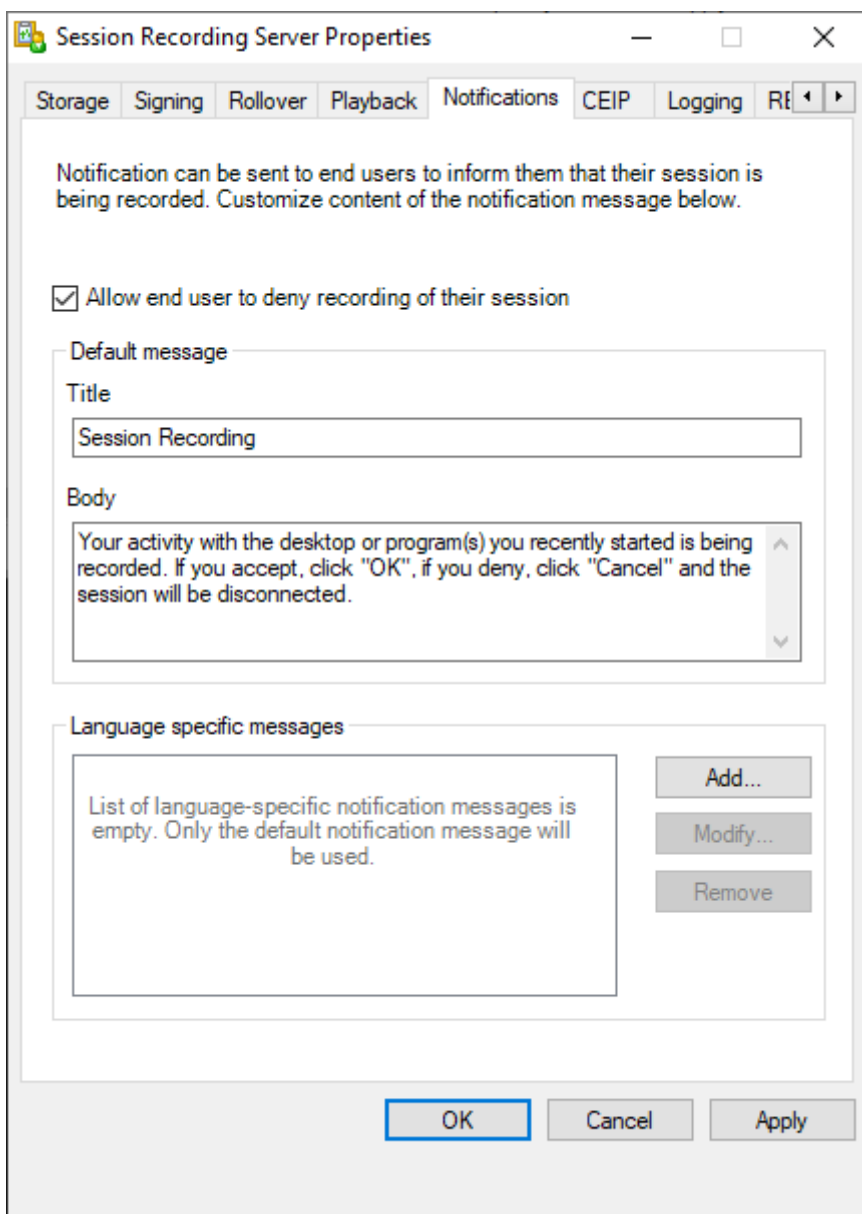 Session Recording Server Properties
Storage Signing Rollover Playback Notifications CEIP Logging
Notification can be sent to end users to inform them that their session is
being recorded. Customize content of the notification message below.
Allow end user to deny recording of their session
Default message
Title
Session Recording
Body
Your activity with the desktop or program(s) you recently started is being
recorded. If you accept, click "OK", if you deny, click "Cancel" and the
session will be disconnected.
Language specific messages
List of language-specific notification messages is
empty. Only the default notification message will
be used.
Add...
Modify...
Remove
OK Cancel Apply